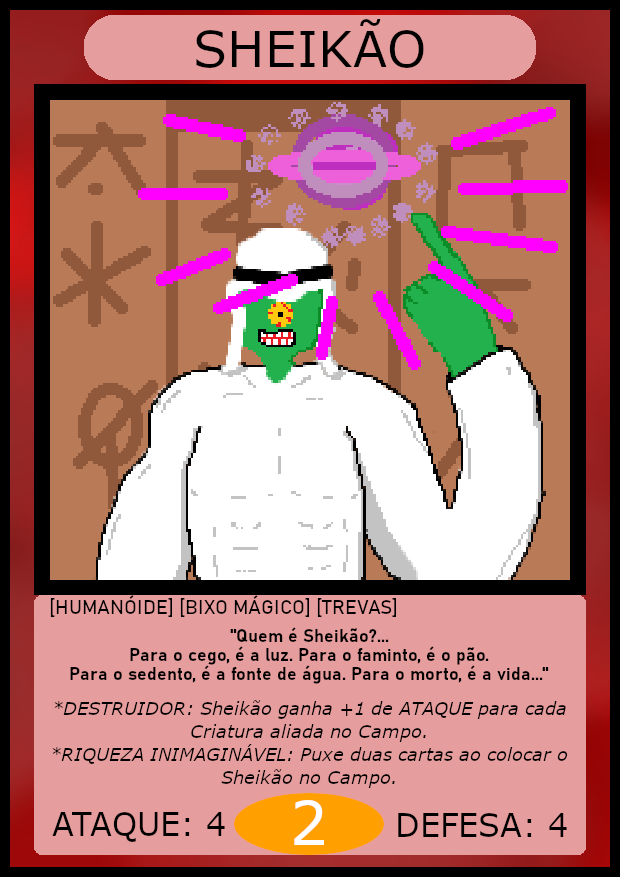 SHEIKÃO
[HUMANÓIDE] [BIXO MÁGICO] [TREVAS]
"Quem é Sheikão?...
Para o cego, é a luz. Para o faminto, é o pão.
Para o sedento, é a fonte de água. Para o morto, é a vida..."
*DESTRUIDOR: Sheikão ganha +1 de ATAQUE para cada
Criatura aliada no Campo.
*RIQUEZA INIMAGINÁVEL: Puxe duas cartas ao colocar o
Sheikão no Campo.
ATAQUE: 4 2 DEFESA: 4